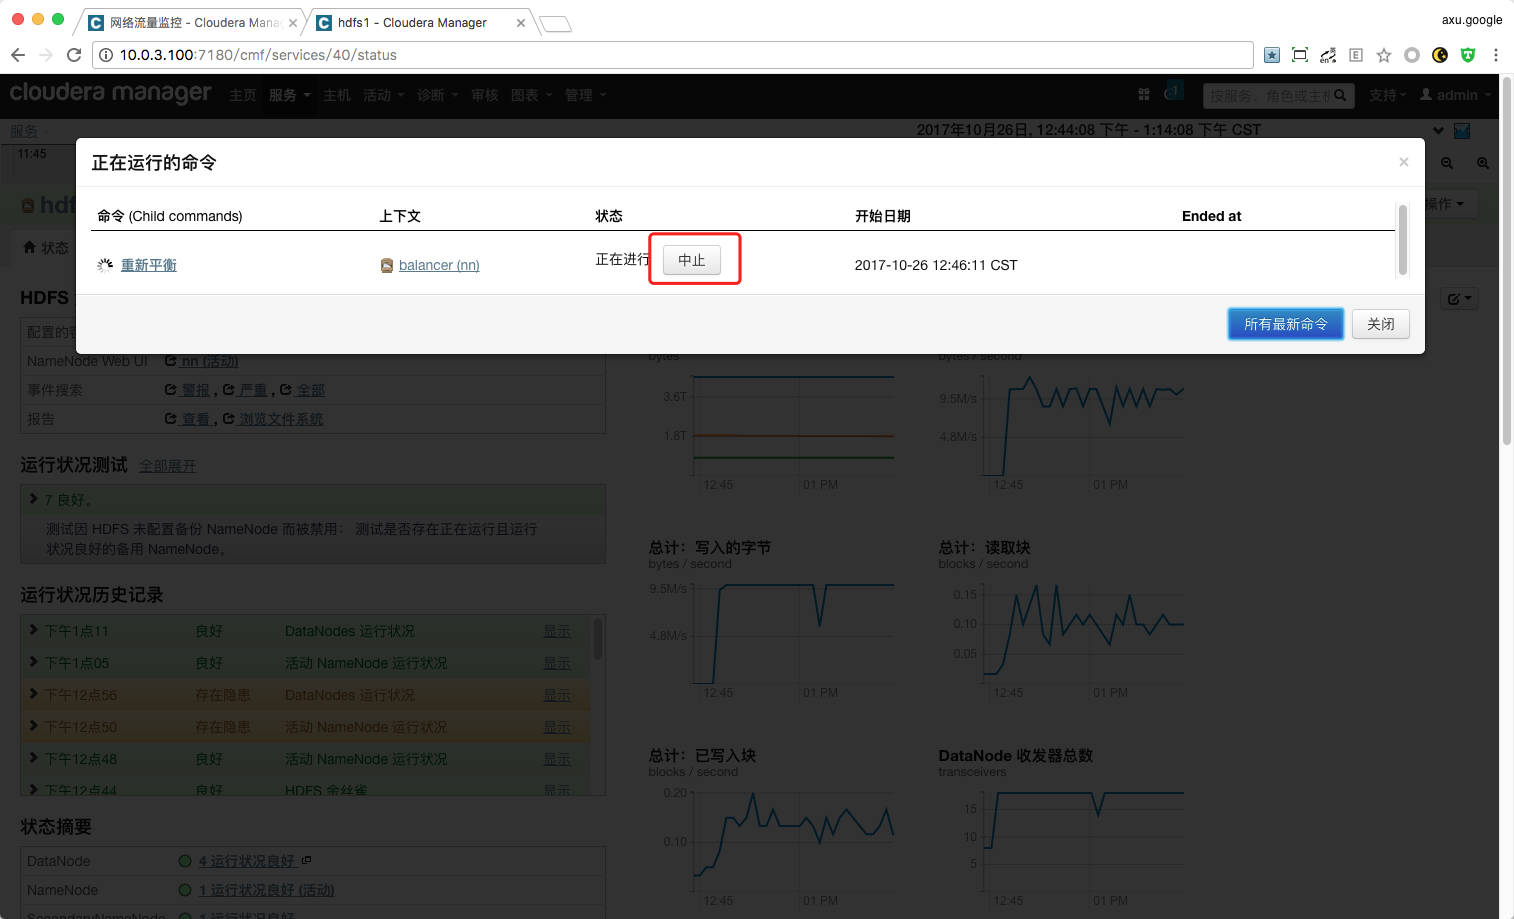 网络流量监控 - Cloudera Mana
hdfs1 - Cloudera Manager
axu.google
10.0.3.100:7180/cmf/services/40/status
cloudera manager
主页 服务 主机 活动 诊断 审核 图表 管理
1
按服务、角色或主机
支持 admin
服务
2017年10月26日, 12:44:08 下午 - 1:14:08 下午 CST
11:45
正在运行的命令
命令 (Child commands) 上下文 状态 开始日期 Ended at
重新平衡 balancer (nn) 正在进行 中止 2017-10-26 12:46:11 CST
所有最新命令 关闭
hdf
操作
状态
HDFS
配置的容
NameNode Web UI nn (活动)
事件搜索 警报 , 严重 , 全部
报告 查看 , 浏览文件系统
运行状况测试 全部展开
7 良好。
测试因 HDFS 未配置备份 NameNode 而被禁用： 测试是否存在正在运行且运行
状况良好的备用 NameNode。
运行状况历史记录
下午1点11 良好 DataNodes 运行状况 显示
下午1点05 良好 活动 NameNode 运行状况 显示
下午12点56 存在隐患 DataNodes 运行状况 显示
下午12点50 存在隐患 活动 NameNode 运行状况 显示
下午12点48 良好 活动 NameNode 运行状况 显示
下午12点44 良好 HDFS 金丝雀 显示
状态摘要
DataNode 4 运行状况良好
NameNode 1 运行状况良好 (活动)
SecondaryNameNode 1 运行状况良好
bytes
3.6T
1.8T
12:45 01 PM
bytes / second
9.5M/s
4.8M/s
12:45 01 PM
总计：写入的字节
bytes / second
9.5M/s
4.8M/s
12:45 01 PM
总计：读取块
blocks / second
0.15
0.10
0.05
12:45 01 PM
总计：已写入块
blocks / second
0.20
0.10
12:45 01 PM
DataNode 收发器总数
transceivers
15
10
5
12:45 01 PM